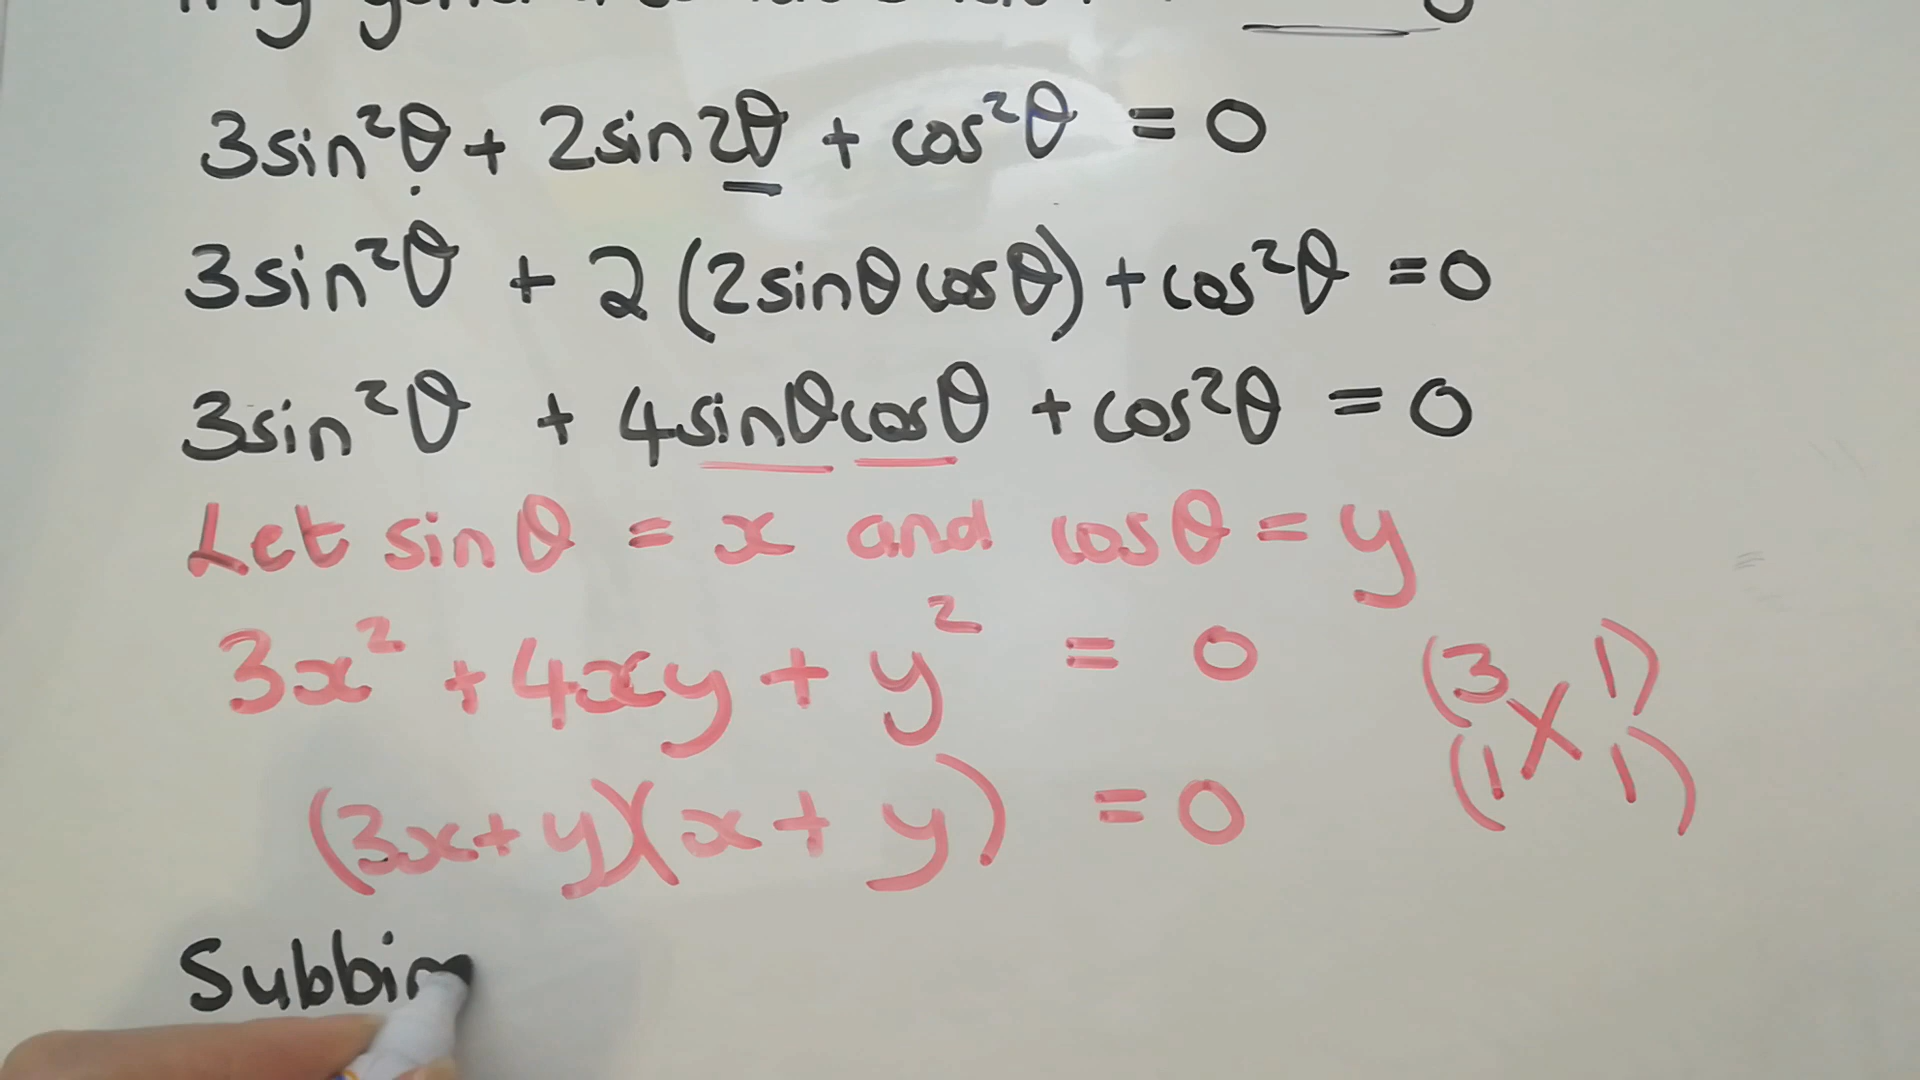 3sin²θ + 2sin2θ + cos²θ = 0
3sin²θ + 2(2sinθcosθ) + cos²θ = 0
3sin²θ + 4sinθcosθ + cos²θ = 0
Let sinθ = x and cosθ = y
3x² + 4xy + y² = 0
(3 1)
X
(1 1)
(3x+y)(x+y) = 0
Subbin